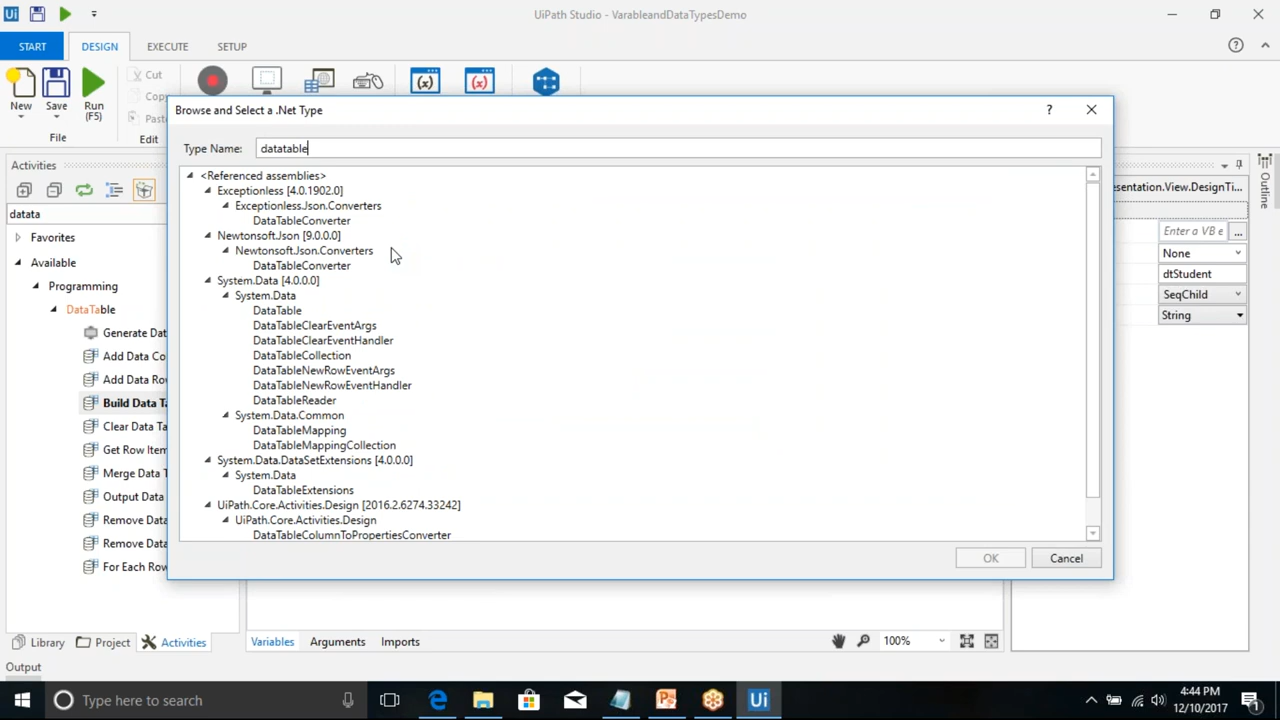 UiPath Studio - VarableandDataTypesDemo
START
DESIGN
EXECUTE
SETUP
New
Save
Run
(F5)
Cut
Copy
Paste
File
Edit
Browse and Select a .Net Type
Type Name:
datatable
Activities
datata
Favorites
Available
Programming
DataTable
Generate Dat
Add Data Co
Add Data Row
Build Data Ta
Clear Data Ta
Get Row Item
Merge Data T
Output Data
Remove Data
Remove Data
For Each Row
<Referenced assemblies>
Exceptionless [4.0.1902.0]
Exceptionless.Json.Converters
DataTableConverter
Newtonsoft.Json [9.0.0.0]
Newtonsoft.Json.Converters
DataTableConverter
System.Data [4.0.0.0]
System.Data
DataTable
DataTableClearEventArgs
DataTableClearEventHandler
DataTableCollection
DataTableNewRowEventArgs
DataTableNewRowEventHandler
DataTableReader
System.Data.Common
DataTableMapping
DataTableMappingCollection
System.Data.DataSetExtensions [4.0.0.0]
System.Data
DataTableExtensions
UiPath.Core.Activities.Design [2016.2.6274.33242]
UiPath.Core.Activities.Design
DataTableColumnToPropertiesConverter
OK
Cancel
esentation.View.DesignTi...
Enter a VB e
...
None
dtStudent
SeqChild
String
Outline
Library
Project
Activities
Variables
Arguments
Imports
100%
Output
Type here to search
Ui
4:44 PM
12/10/2017